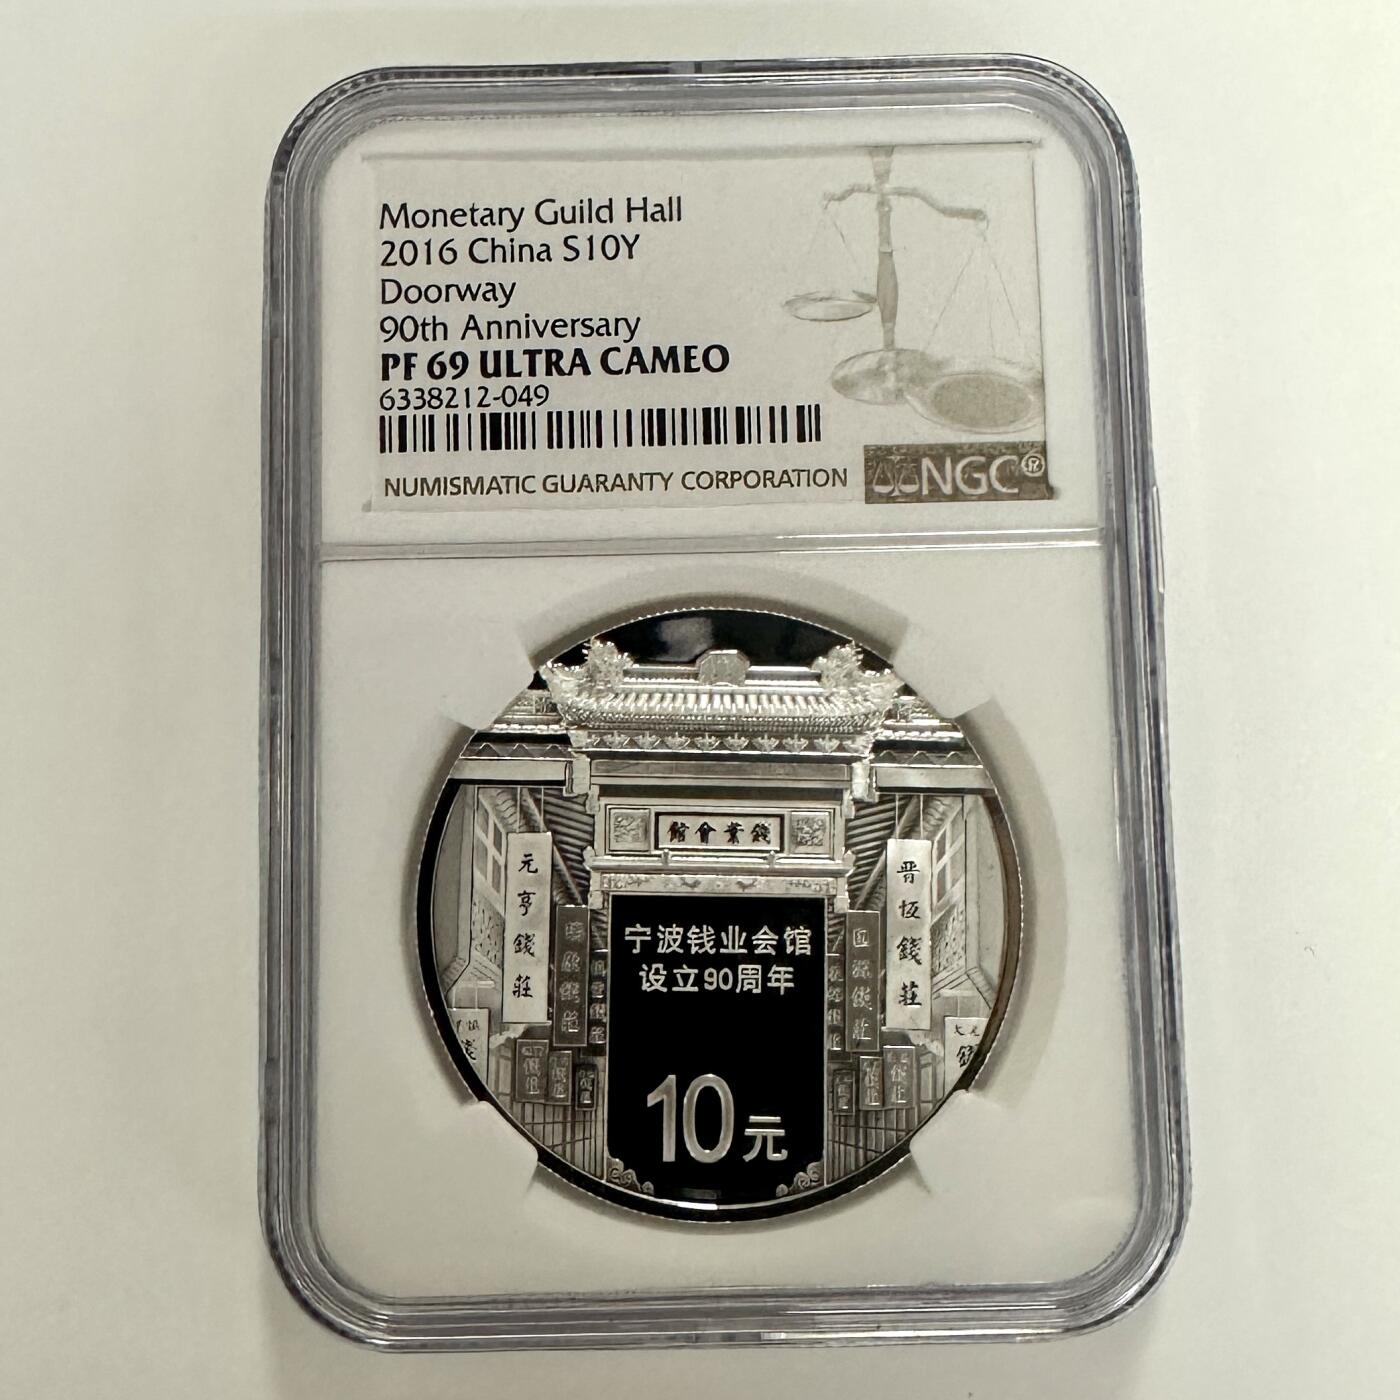 Monetary Guild Hall
2016 China S10Y
Doorway
90th Anniversary
PF 69 ULTRA CAMEO
6338212-049
NUMISMATIC GUARANTY CORPORATION
NGC®
館會業錢
元亨錢莊
晋恆錢莊
宁波钱业会馆
设立90周年
10元